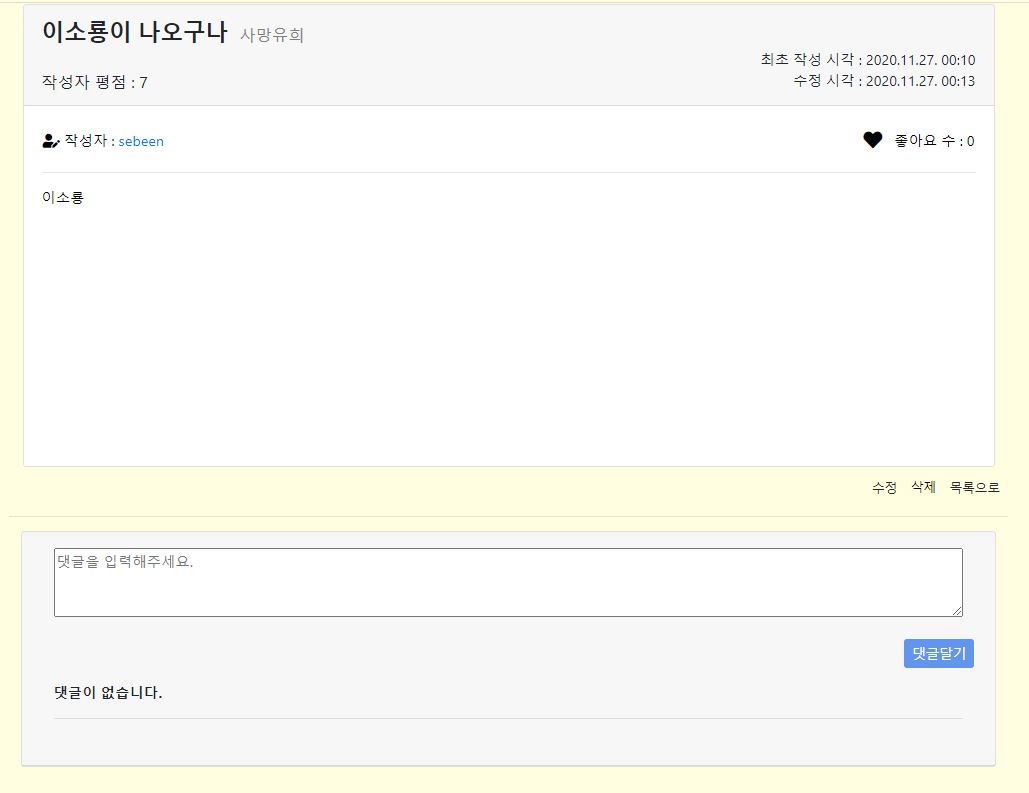 이소룡이 나오구나 사망유희
최초 작성 시각 : 2020.11.27. 00:10
작성자 평점 : 7
수정 시각 : 2020.11.27. 00:13
작성자 : sebeen
좋아요 수 : 0
이소룡
수정 삭제 목록으로
댓글을 입력해주세요.
댓글달기
댓글이 없습니다.